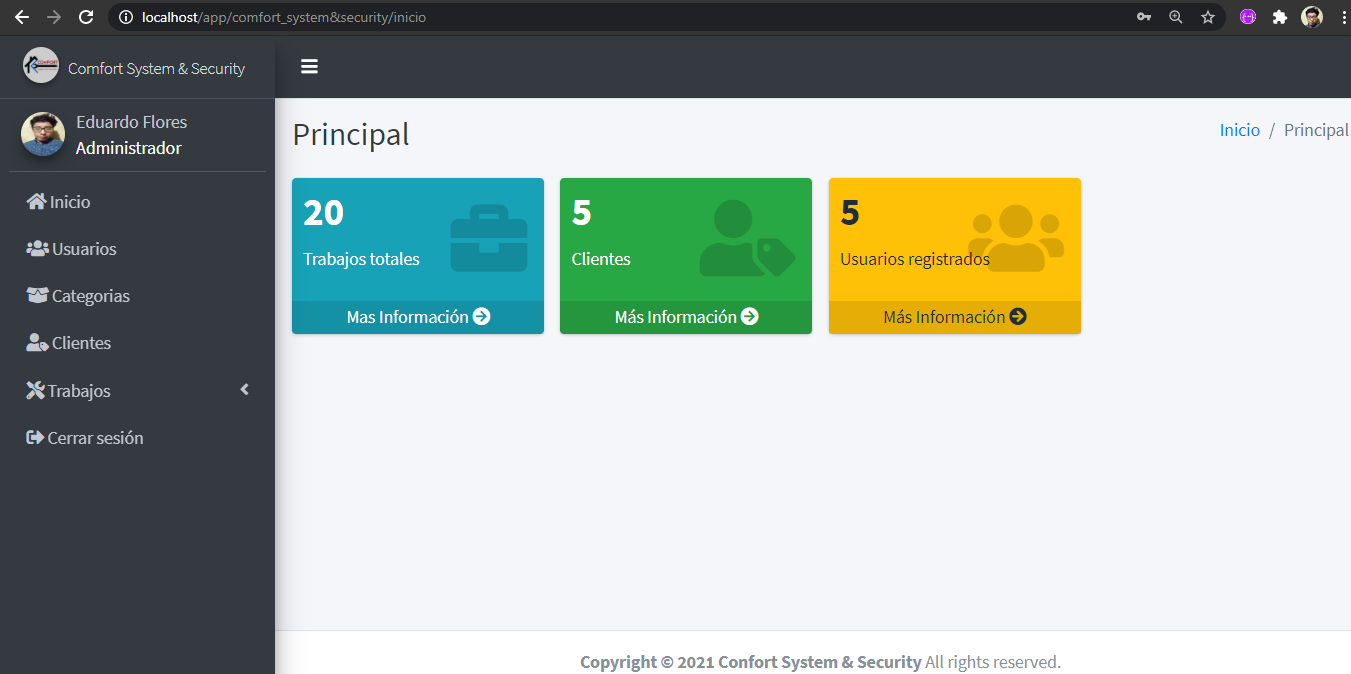 localhost/app/comfort_system&security/inicio
Comfort System & Security
Eduardo Flores
Administrador
Inicio
Usuarios
Categorias
Clientes
Trabajos
Cerrar sesión
Principal
Inicio / Principal
20
Trabajos totales
Mas Información
5
Clientes
Más Información
5
Usuarios registrados
Más Información
Copyright © 2021 Confort System & Security All rights reserved.